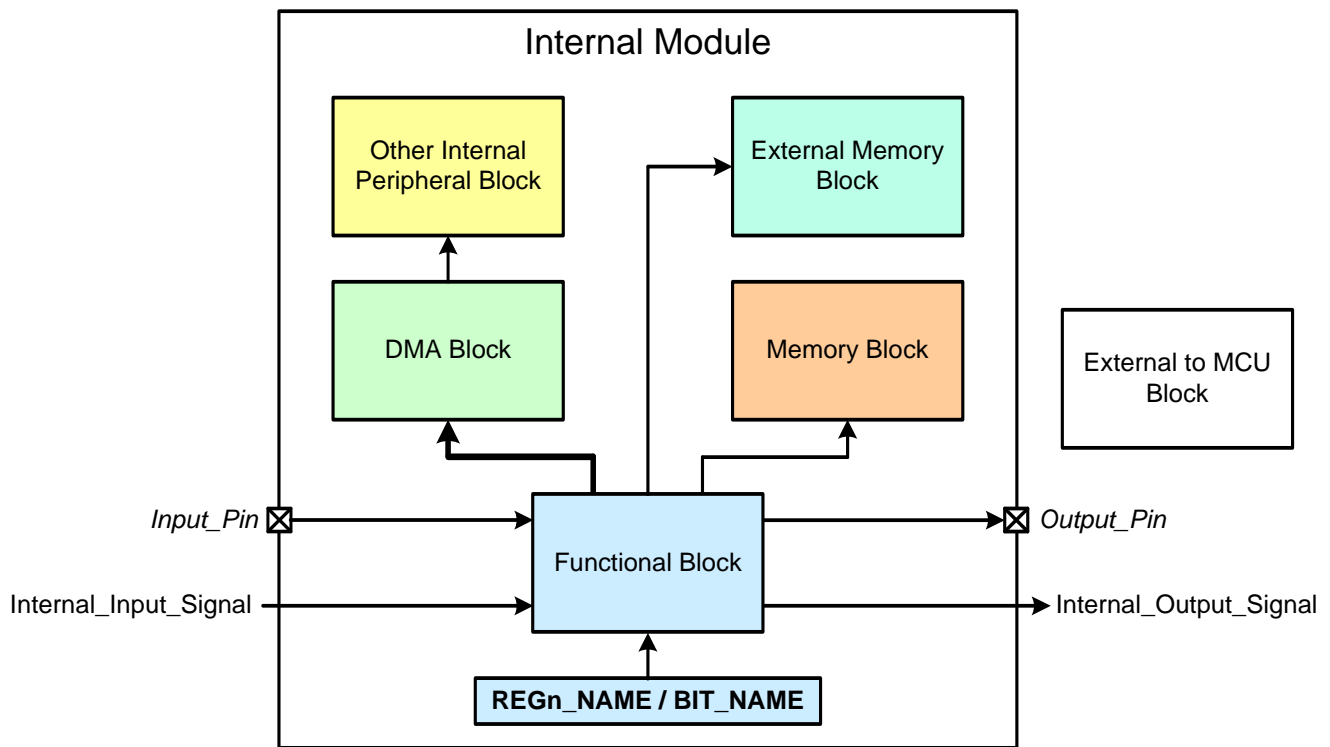 Internal Module
Other Internal
Peripheral Block
External Memory
Block
DMA Block
Memory Block
External to MCU
Block
Input_Pin
Output_Pin
Functional Block
Internal_Input_Signal
Internal_Output_Signal
REGn_NAME / BIT_NAME